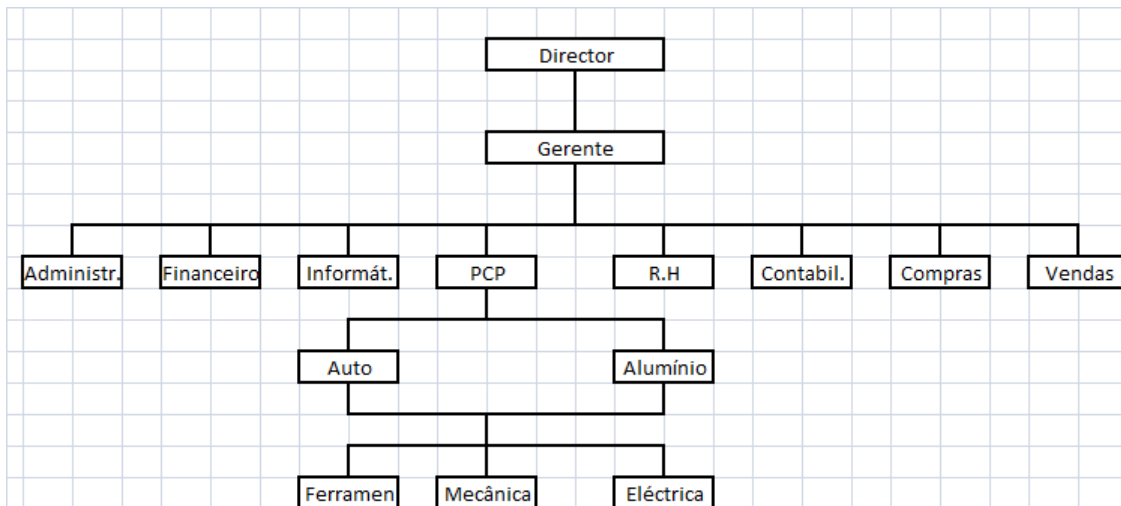 Director
Gerente
Administr.
Financeiro
Informát.
PCP
R.H
Contabil.
Compras
Vendas
Auto
Alumínio
Ferramen
Mecânica
Eléctrica